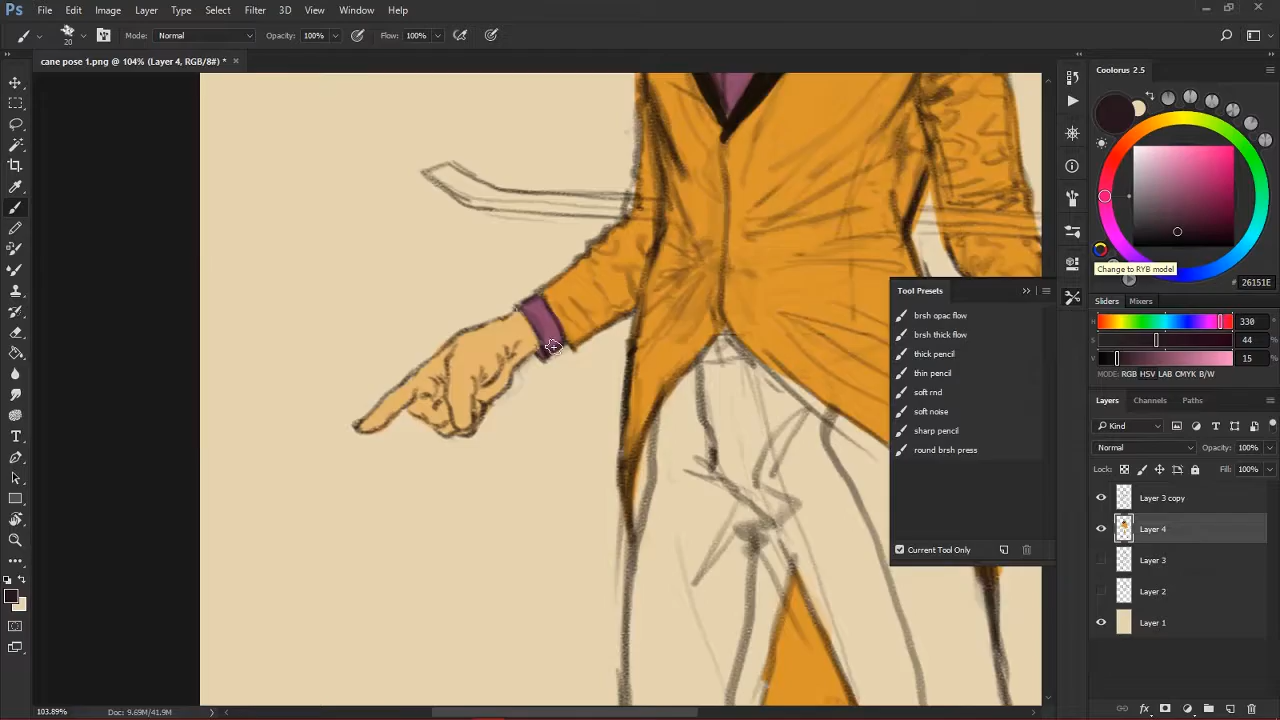 Ps File Edit Image Layer Type Select Filter 3D View Window Help
20 Mode: Normal Opacity: 100% Flow: 100%
cane pose 1.png @ 104% (Layer 4, RGB/8#) * ×
Coolorus 2.5
Change to RYB model
# 26151E
Sliders Mixers
H 330 °
S 44
V 15
MODE: RGB HSV LAB CMYK B/W
Tool Presets
brsh opac flow
brsh thick flow
thick pencil
thin pencil
soft rnd
soft noise
sharp pencil
round brsh press
Current Tool Only
Layers Channels Paths
Kind
Normal Opacity: 100%
Lock: Fill: 100%
Layer 3 copy
Layer 4
Layer 3
Layer 2
Layer 1
103.89% Doc: 9.69M/41.9M
fx